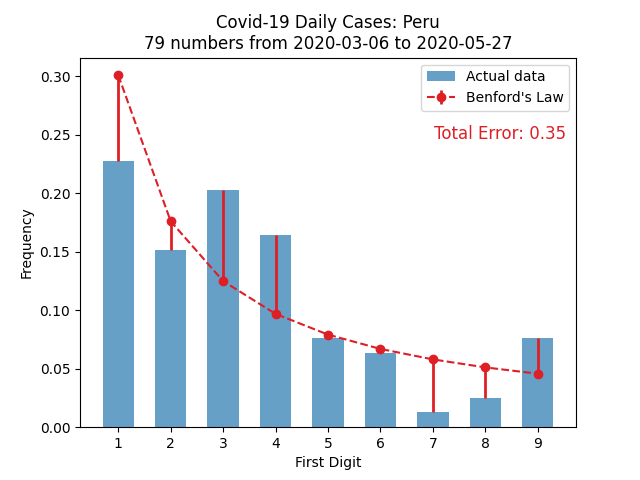 Covid-19 Daily Cases: Peru
79 numbers from 2020-03-06 to 2020-05-27
Actual data
Benford's Law
Total Error: 0.35
Frequency
0.30
0.25
0.20
0.15
0.10
0.05
0.00
1 2 3 4 5 6 7 8 9
First Digit